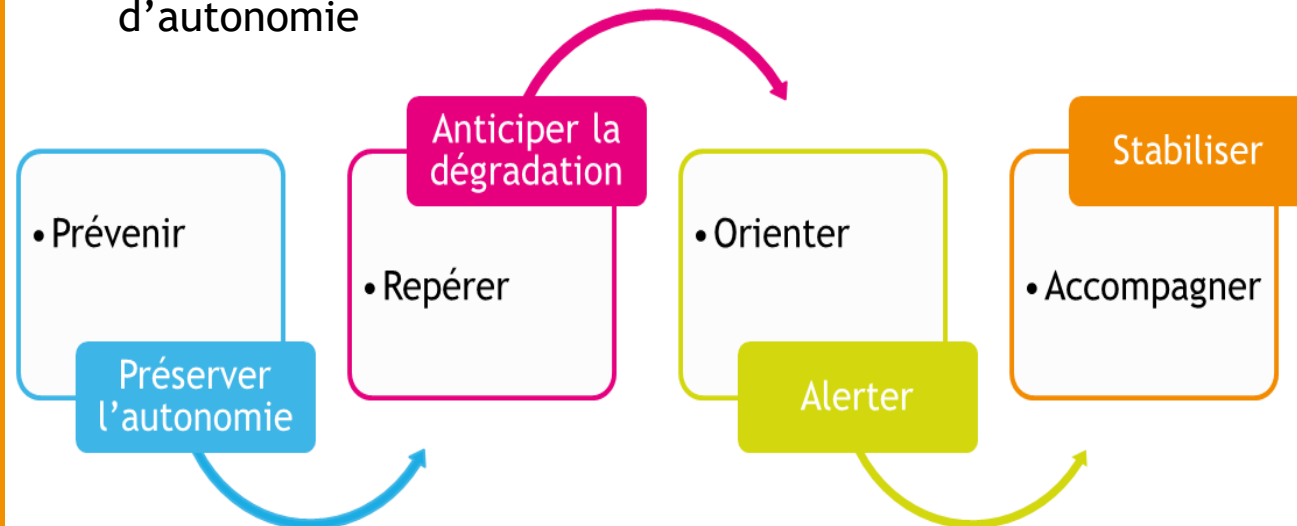 d’autonomie
• Prévenir
Préserver
l’autonomie
Anticiper la
dégradation
• Repérer
• Orienter
Alerter
Stabiliser
• Accompagner